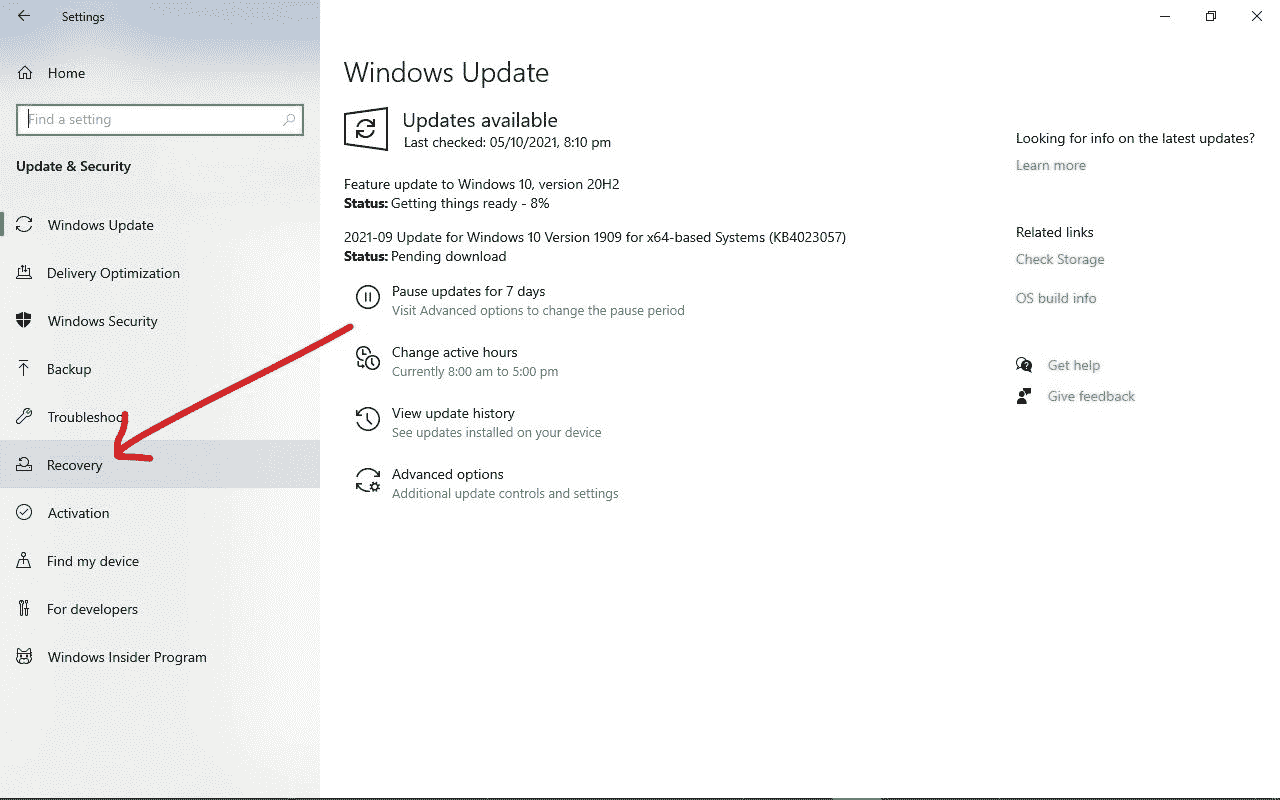 Settings
Home
Find a setting
Update & Security
Windows Update
Delivery Optimization
Windows Security
Backup
Troubleshoot
Recovery
Activation
Find my device
For developers
Windows Insider Program
Windows Update
Updates available
Last checked: 05/10/2021, 8:10 pm
Feature update to Windows 10, version 20H2
Status: Getting things ready - 8%
2021-09 Update for Windows 10 Version 1909 for x64-based Systems (KB4023057)
Status: Pending download
Pause updates for 7 days
Visit Advanced options to change the pause period
Change active hours
Currently 8:00 am to 5:00 pm
View update history
See updates installed on your device
Advanced options
Additional update controls and settings
Looking for info on the latest updates?
Learn more
Related links
Check Storage
OS build info
Get help
Give feedback